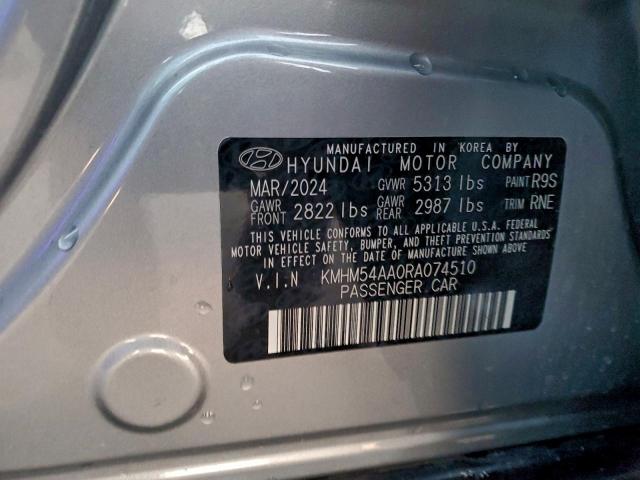 MANUFACTURED IN KOREA BY
HYUNDAI MOTOR COMPANY
MAR/2024 GVWR 5313 lbs PAINT R9S
GAWR FRONT 2822 lbs GAWR REAR 2987 lbs TRIM RNE
THIS VEHICLE CONFORMS TO ALL APPLICABLE U.S.A. FEDERAL
MOTOR VEHICLE SAFETY, BUMPER, AND THEFT PREVENTION STANDARDS
IN EFFECT ON THE DATE OF MANUFACTURE SHOWN ABOVE.
V.I.N KMHM54AA0RA074510
PASSENGER CAR